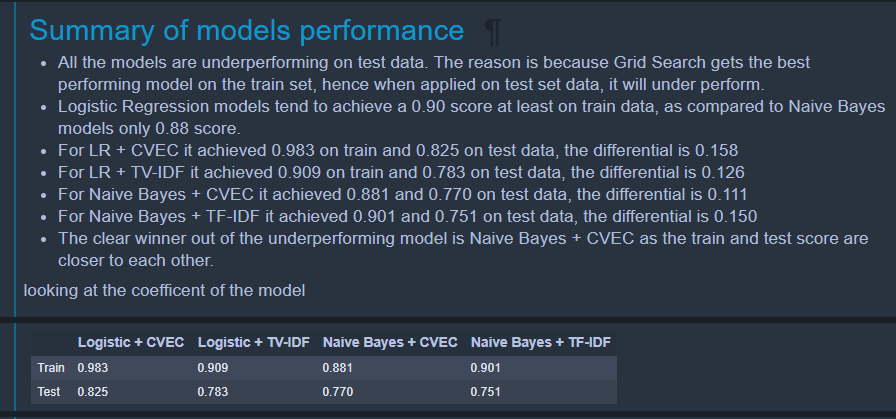 Summary of models performance ¶
• All the models are underperforming on test data. The reason is because Grid Search gets the best
performing model on the train set, hence when applied on test set data, it will under perform.
• Logistic Regression models tend to achieve a 0.90 score at least on train data, as compared to Naive Bayes
models only 0.88 score.
• For LR + CVEC it achieved 0.983 on train and 0.825 on test data, the differential is 0.158
• For LR + TV-IDF it achieved 0.909 on train and 0.783 on test data, the differential is 0.126
• For Naive Bayes + CVEC it achieved 0.881 and 0.770 on test data, the differential is 0.111
• For Naive Bayes + TF-IDF it achieved 0.901 and 0.751 on test data, the differential is 0.150
• The clear winner out of the underperforming model is Naive Bayes + CVEC as the train and test score are
closer to each other.
looking at the coefficent of the model
Logistic + CVEC Logistic + TV-IDF Naive Bayes + CVEC Naive Bayes + TF-IDF
Train 0.983 0.909 0.881 0.901
Test 0.825 0.783 0.770 0.751